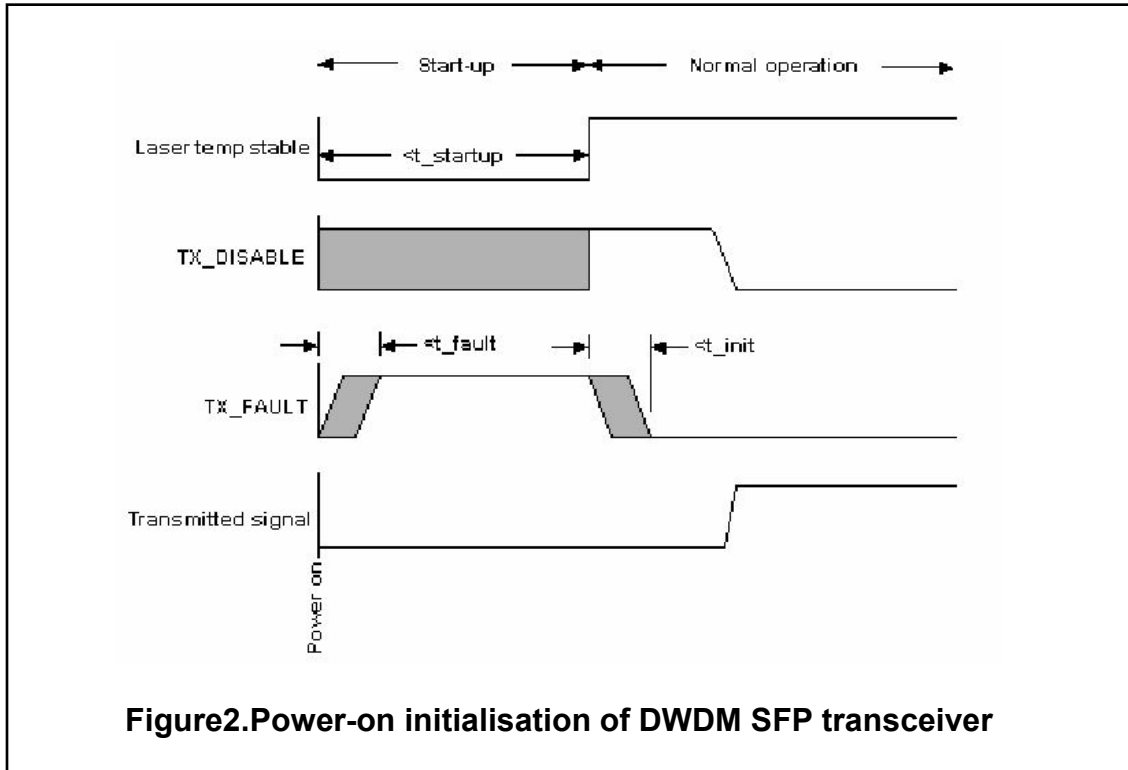 Start-up
Normal operation
Laser temp stable
<t_startup
TX_DISABLE
<t_fault
<t_init
TX_FAULT
Transmitted signal
Power on
Figure2.Power-on initialisation of DWDM SFP transceiver